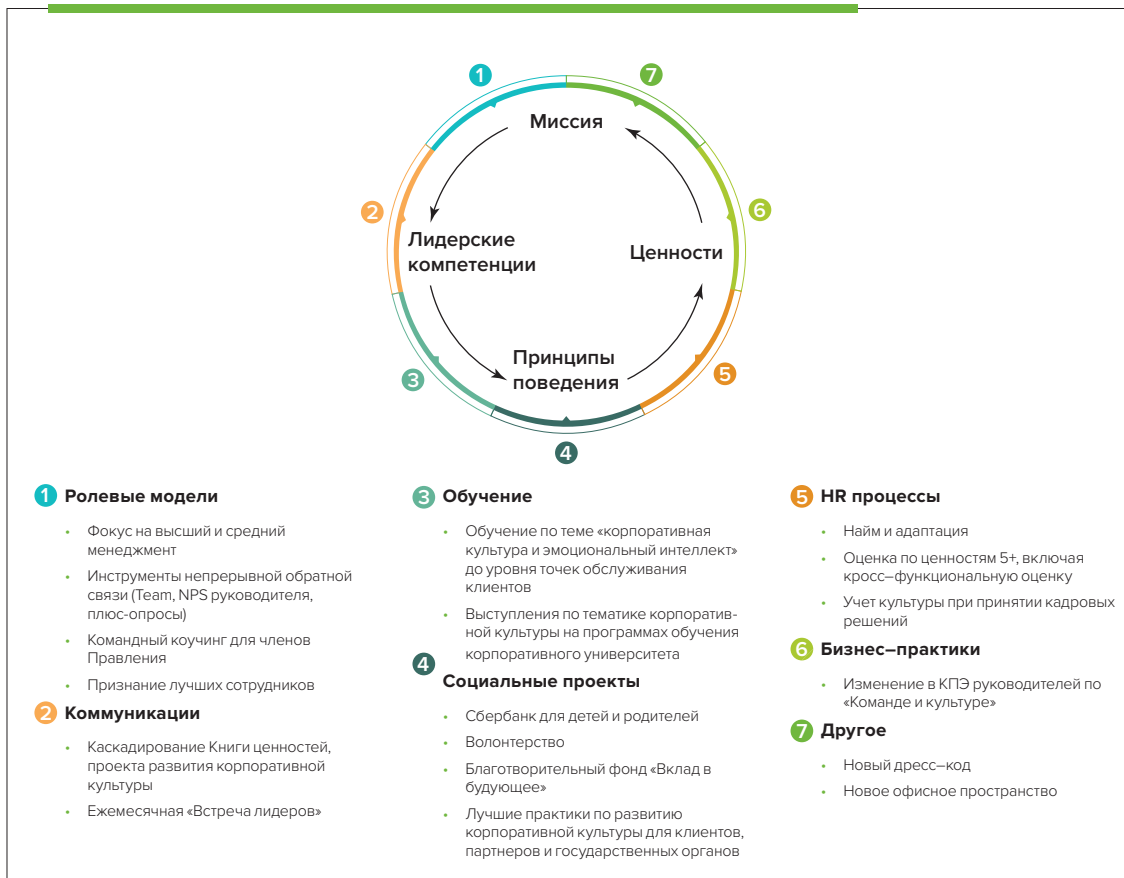 1
7
Миссия
2
6
Лидерские
компетенции
Ценности
Принципы
поведения
3
5
4
1 Ролевые модели
• Фокус на высший и средний
менеджмент
• Инструменты непрерывной обратной
связи (Team, NPS руководителя,
плюс-опросы)
• Командный коучинг для членов
Правления
• Признание лучших сотрудников
2 Коммуникации
• Каскадирование Книги ценностей,
проекта развития корпоративной
культуры
• Ежемесячная «Встреча лидеров»
3 Обучение
• Обучение по теме «корпоративная
культура и эмоциональный интеллект»
до уровня точек обслуживания
клиентов
• Выступления по тематике корпоратив-
ной культуры на программах обучения
корпоративного университета
4 Социальные проекты
• Сбербанк для детей и родителей
• Волонтерство
• Благотворительный фонд «Вклад в
будующее»
• Лучшие практики по развитию
корпоративной культуры для клиентов,
партнеров и государственных органов
5 HR процессы
• Найм и адаптация
• Оценка по ценностям 5+, включая
кросс–функциональную оценку
• Учет культуры при принятии кадровых
решений
6 Бизнес–практики
• Изменение в КПЭ руководителей по
«Команде и культуре»
7 Другое
• Новый дресс–код
• Новое офисное пространство